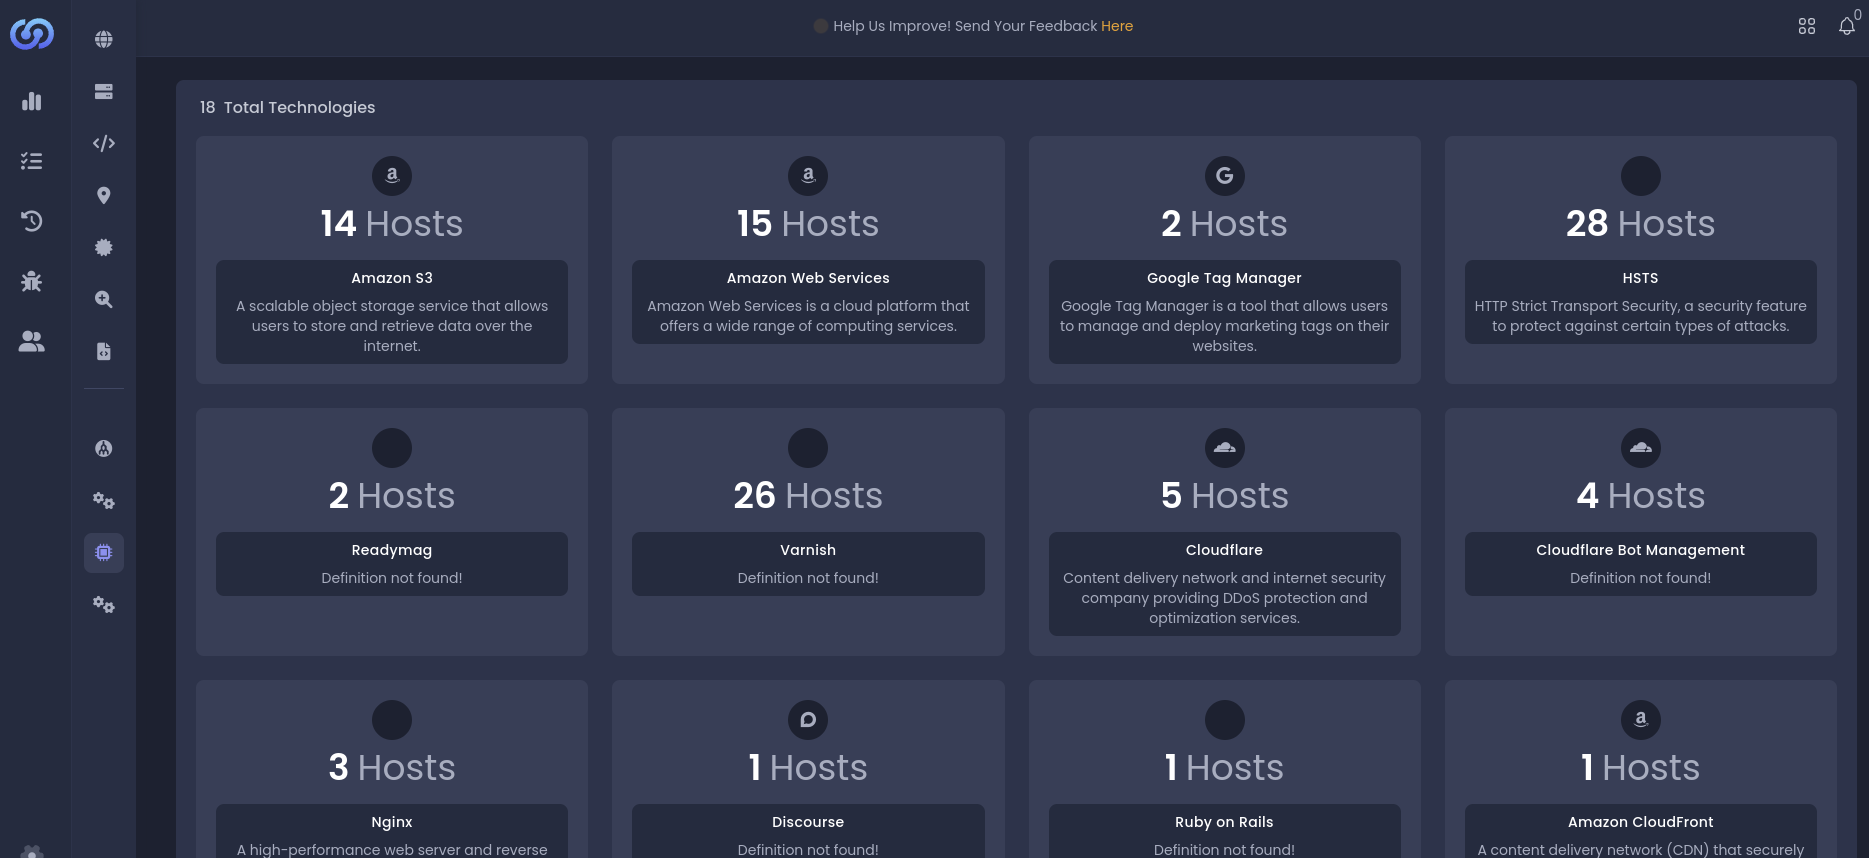 Help Us Improve! Send Your Feedback Here
0
18 Total Technologies
14 Hosts
Amazon S3
A scalable object storage service that allows
users to store and retrieve data over the
internet.
15 Hosts
Amazon Web Services
Amazon Web Services is a cloud platform that
offers a wide range of computing services.
2 Hosts
Google Tag Manager
Google Tag Manager is a tool that allows users
to manage and deploy marketing tags on their
websites.
28 Hosts
HSTS
HTTP Strict Transport Security, a security feature
to protect against certain types of attacks.
2 Hosts
Readymag
Definition not found!
26 Hosts
Varnish
Definition not found!
5 Hosts
Cloudflare
Content delivery network and internet security
company providing DDoS protection and
optimization services.
4 Hosts
Cloudflare Bot Management
Definition not found!
3 Hosts
Nginx
A high-performance web server and reverse
1 Hosts
Discourse
Definition not found!
1 Hosts
Ruby on Rails
Definition not found!
1 Hosts
Amazon CloudFront
A content delivery network (CDN) that securely